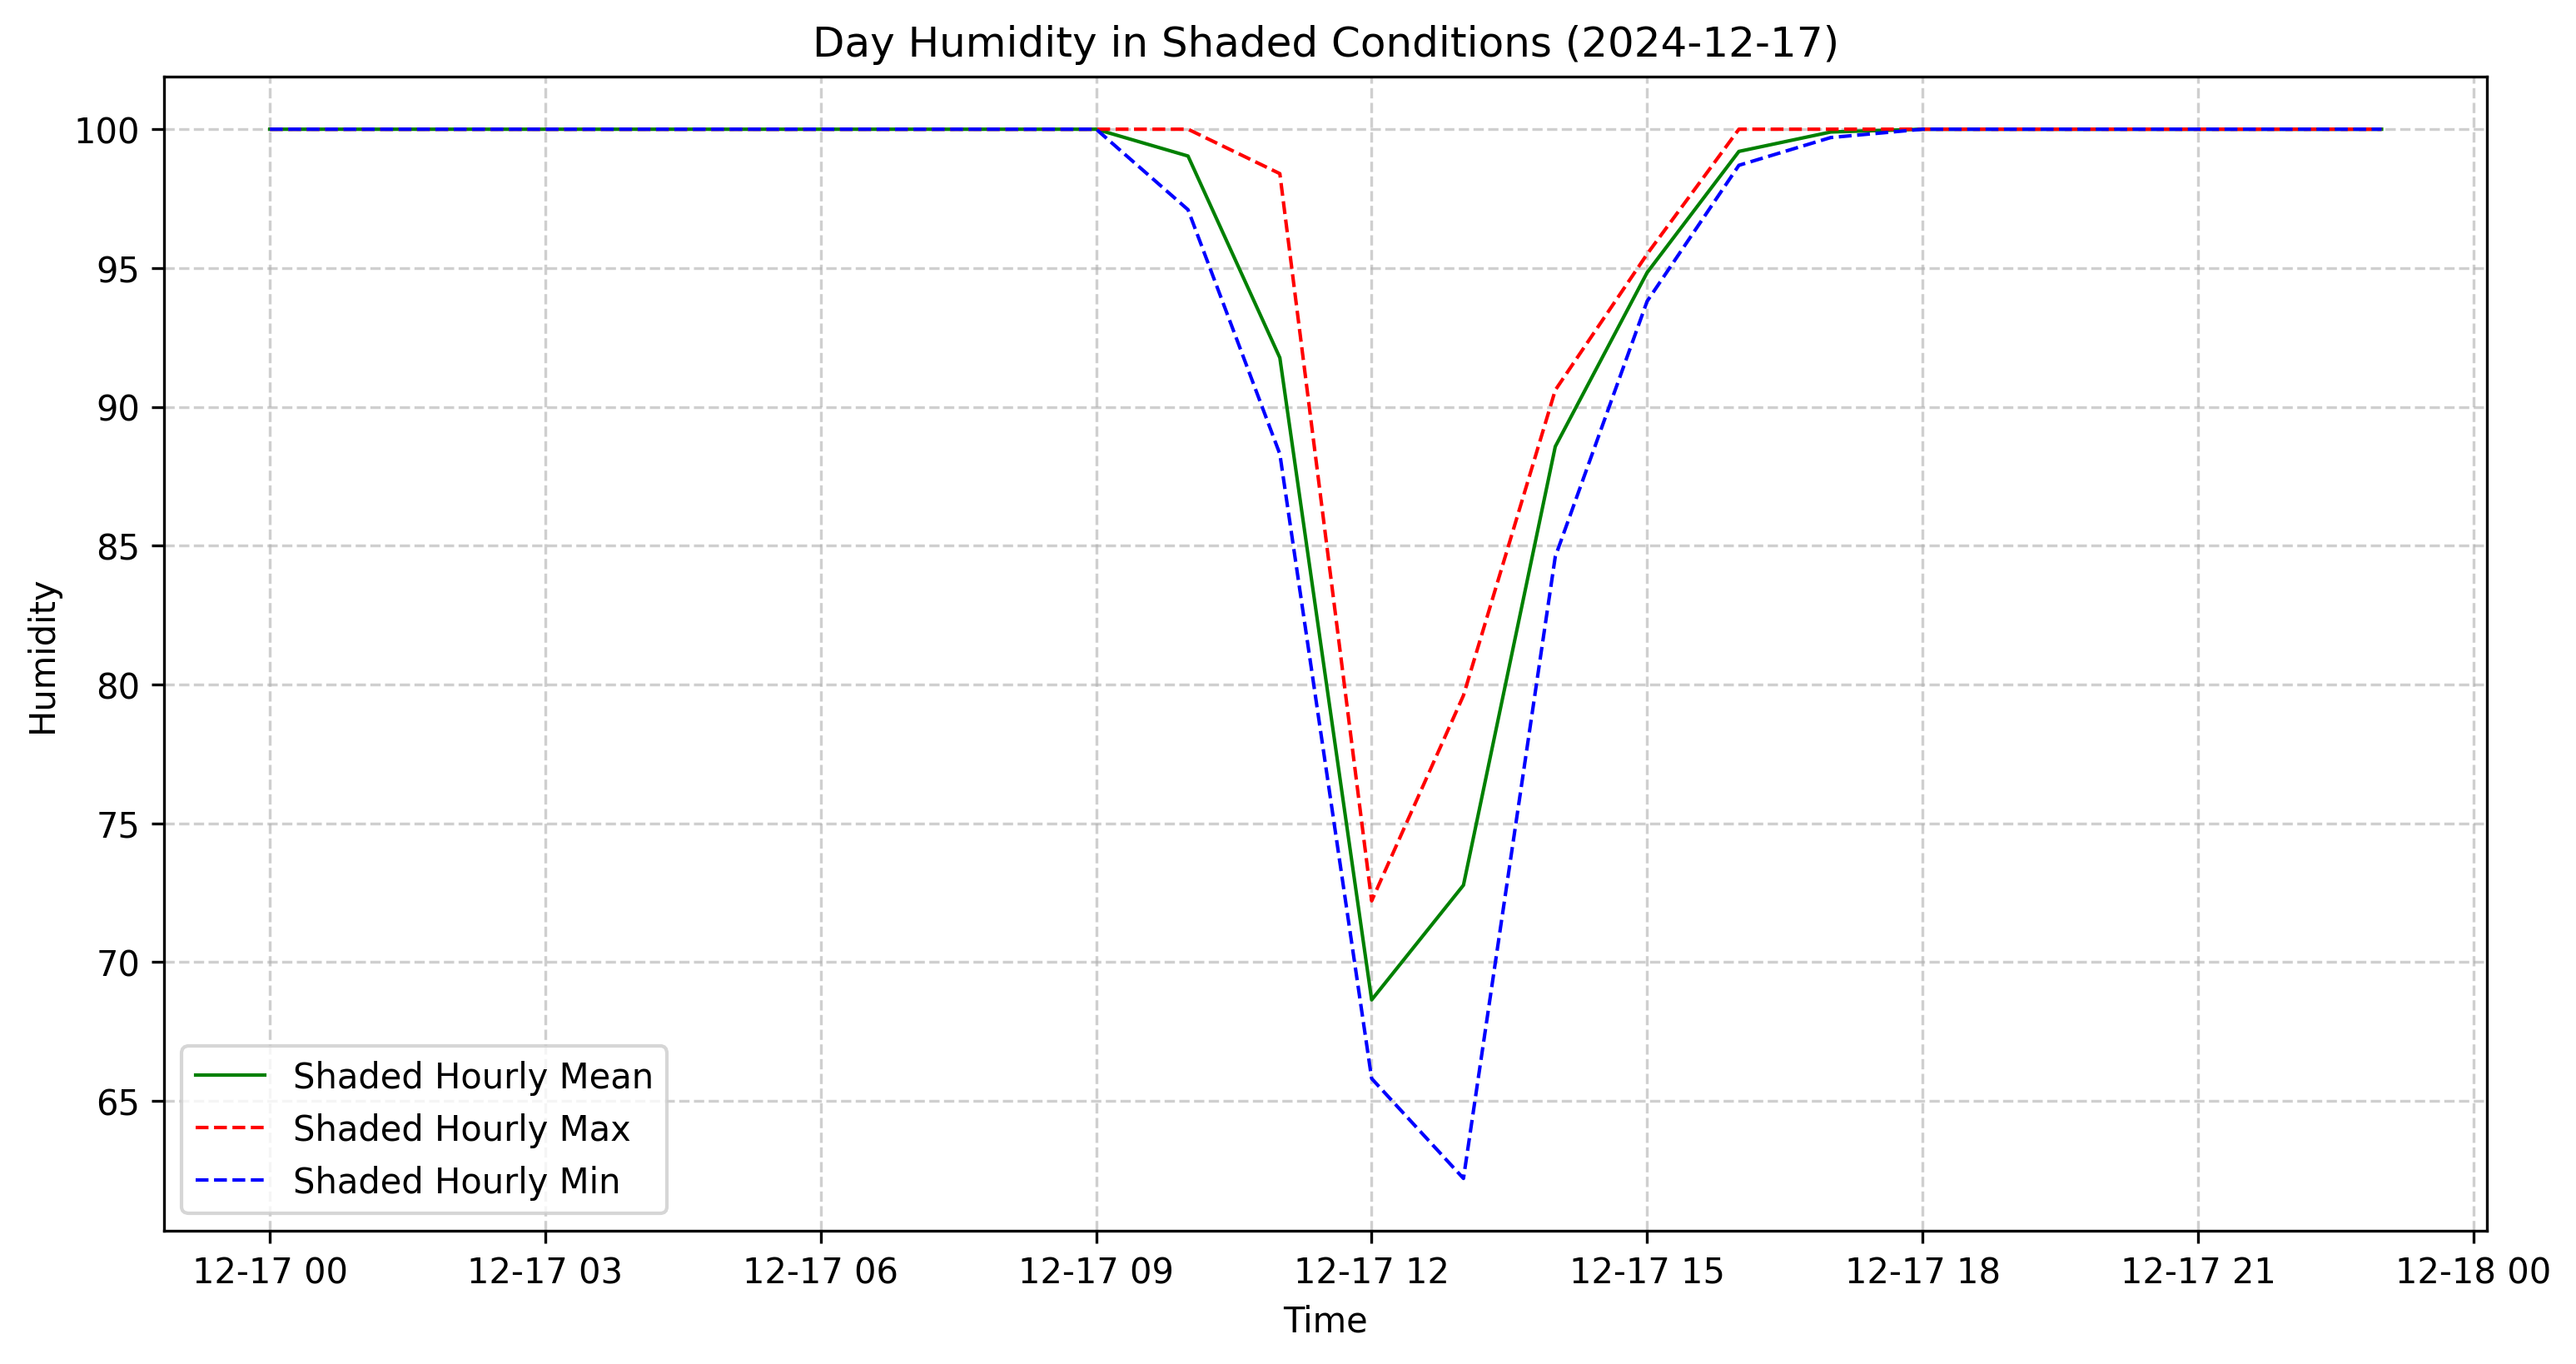 Day Humidity in Shaded Conditions (2024-12-17)
Humidity
100
95
90
85
80
75
70
65
Shaded Hourly Mean
Shaded Hourly Max
Shaded Hourly Min
12-17 00 12-17 03 12-17 06 12-17 09 12-17 12 12-17 15 12-17 18 12-17 21 12-18 00
Time